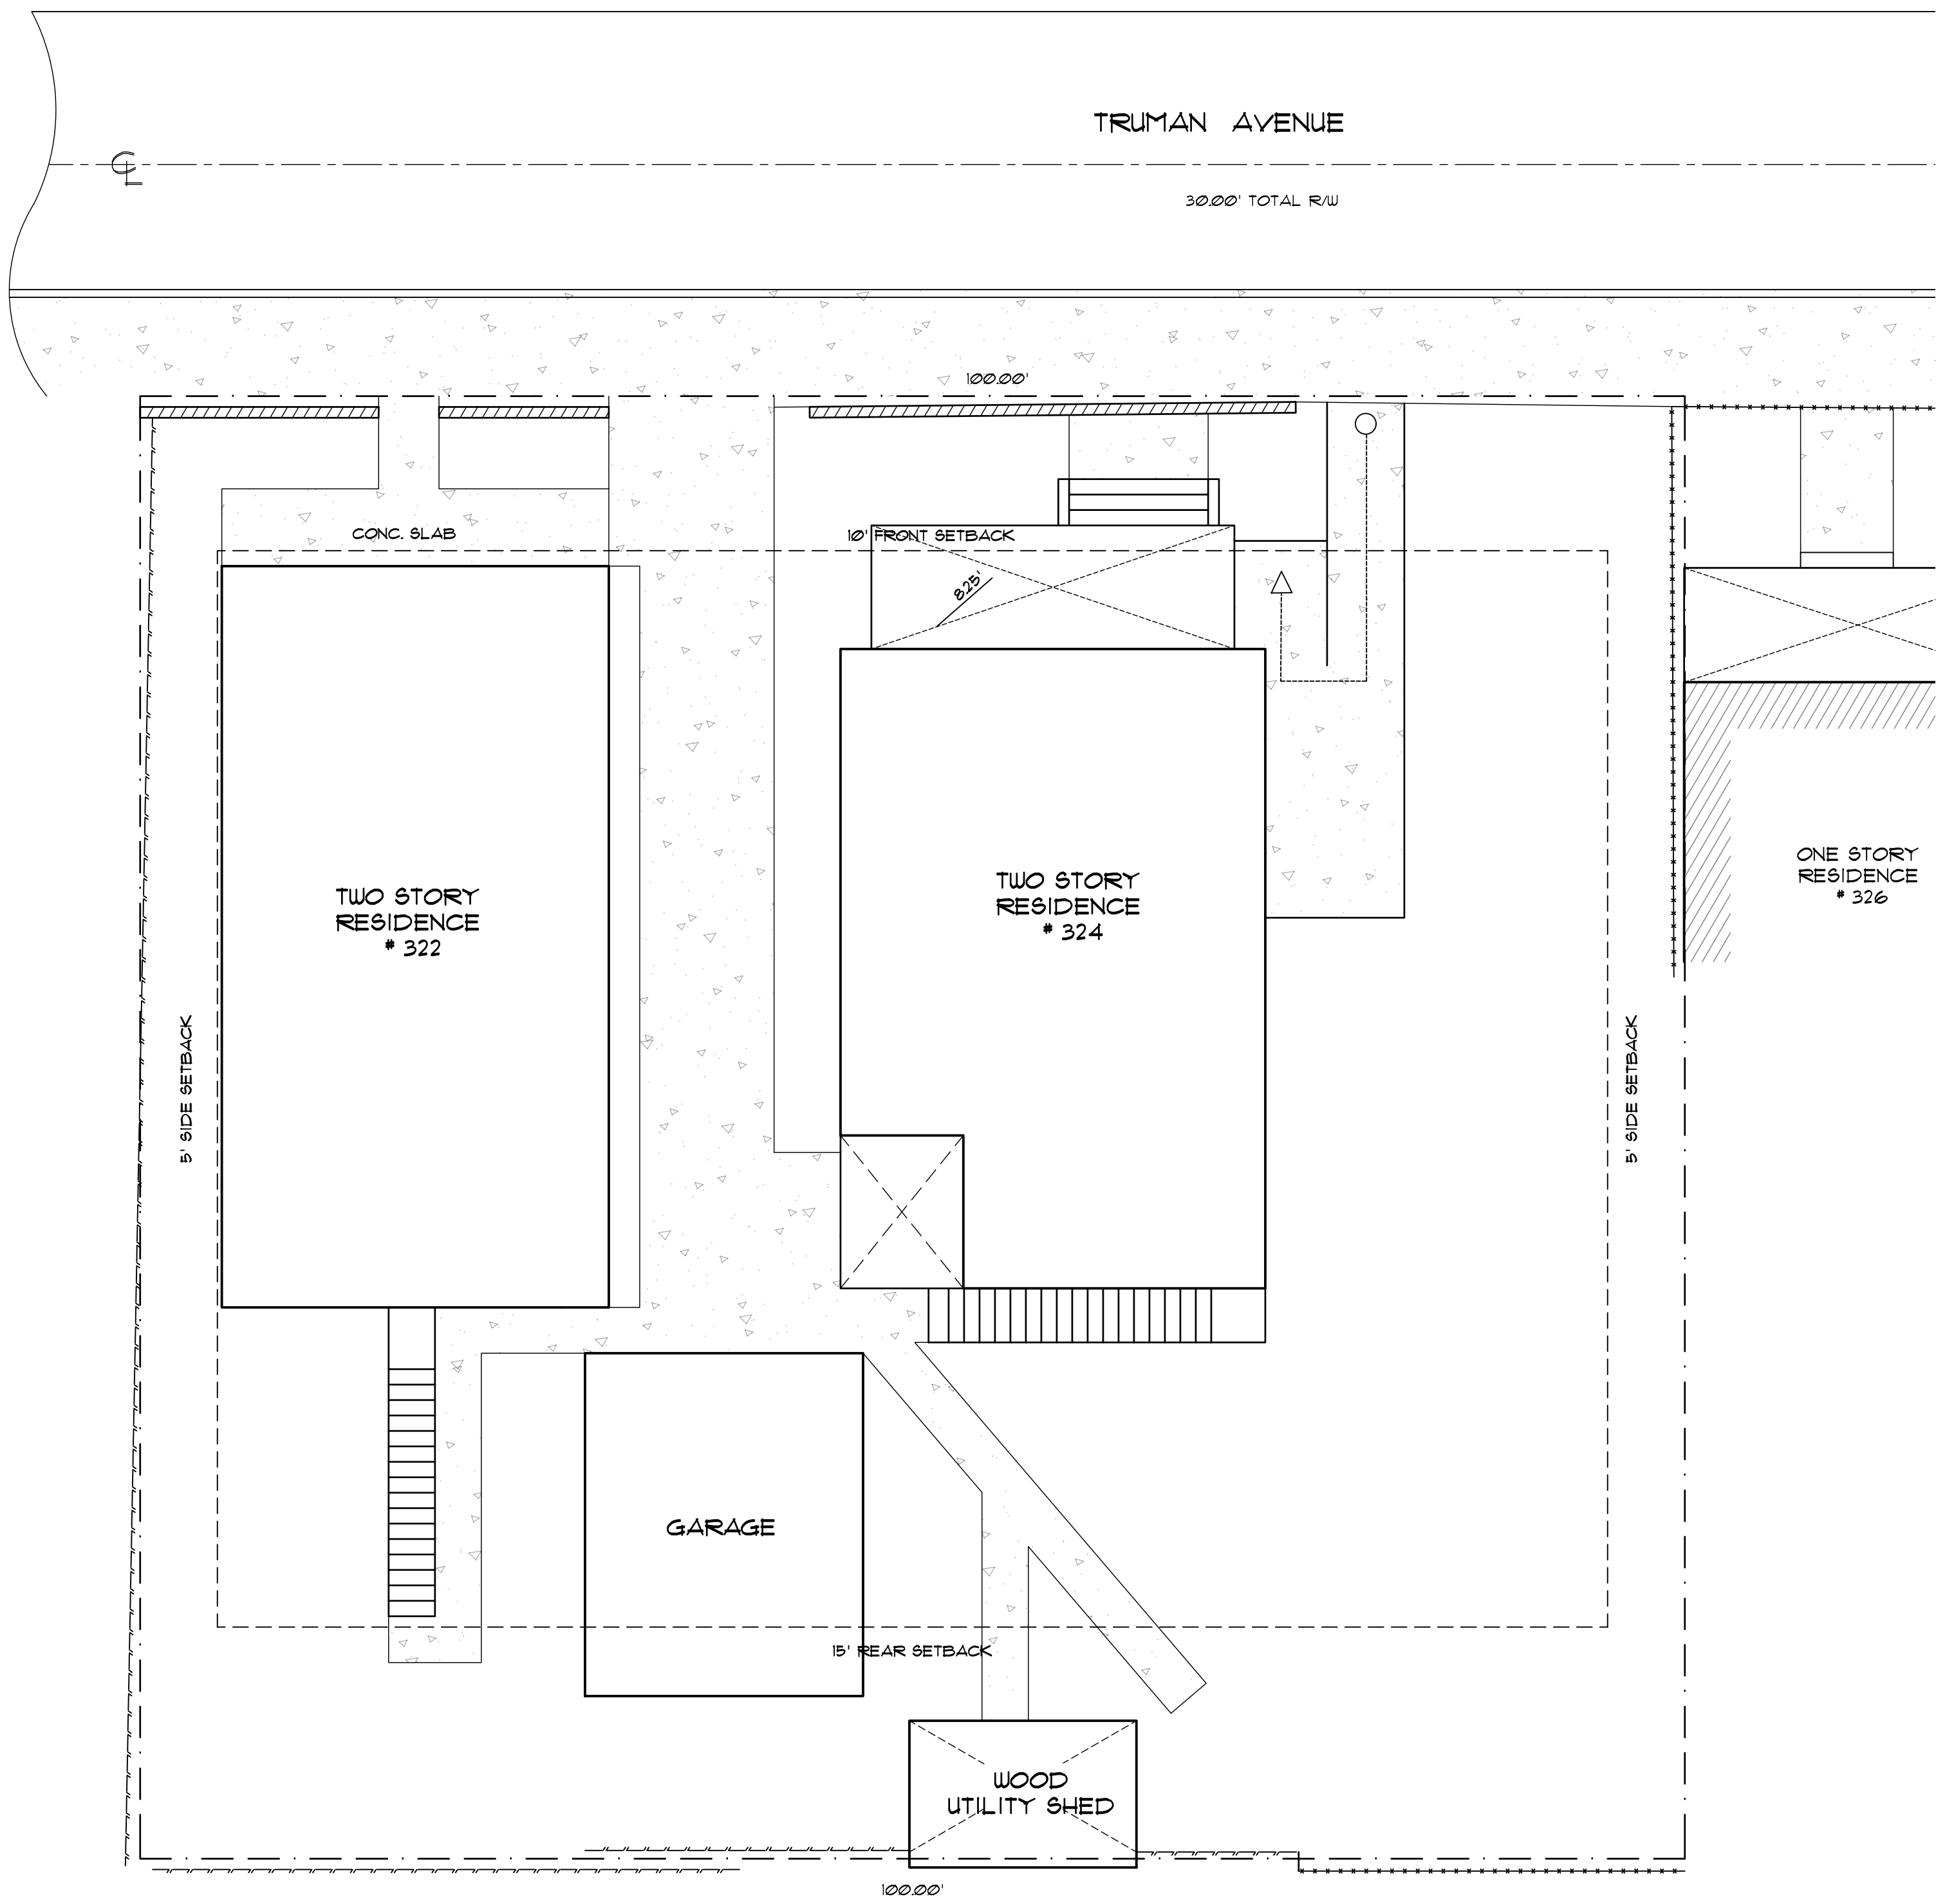 TRUMAN AVENUE
℄
30.00' TOTAL R/W
100.00'
CONC. SLAB
10' FRONT SETBACK
8.25'
TWO STORY
RESIDENCE
# 322
TWO STORY
RESIDENCE
# 324
ONE STORY
RESIDENCE
# 326
5' SIDE SETBACK
5' SIDE SETBACK
GARAGE
15' REAR SETBACK
WOOD
UTILITY SHED
100.00'